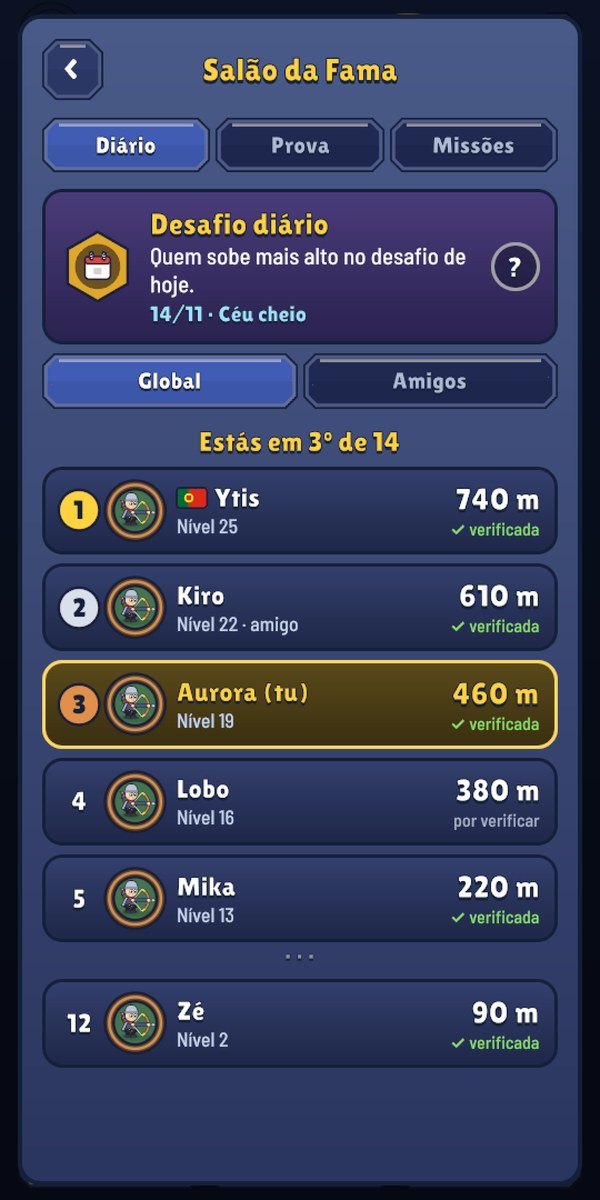 Salão da Fama
Diário
Prova
Missões
Desafio diário
Quem sobe mais alto no desafio de
hoje.
14/11 · Céu cheio
?
Global
Amigos
Estás em 3º de 14
1
Ytis
Nível 25
740 m
✓ verificada
2
Kiro
Nível 22 · amigo
610 m
✓ verificada
3
Aurora (tu)
Nível 19
460 m
✓ verificada
4
Lobo
Nível 16
380 m
por verificar
5
Mika
Nível 13
220 m
✓ verificada
...
12
Zé
Nível 2
90 m
✓ verificada